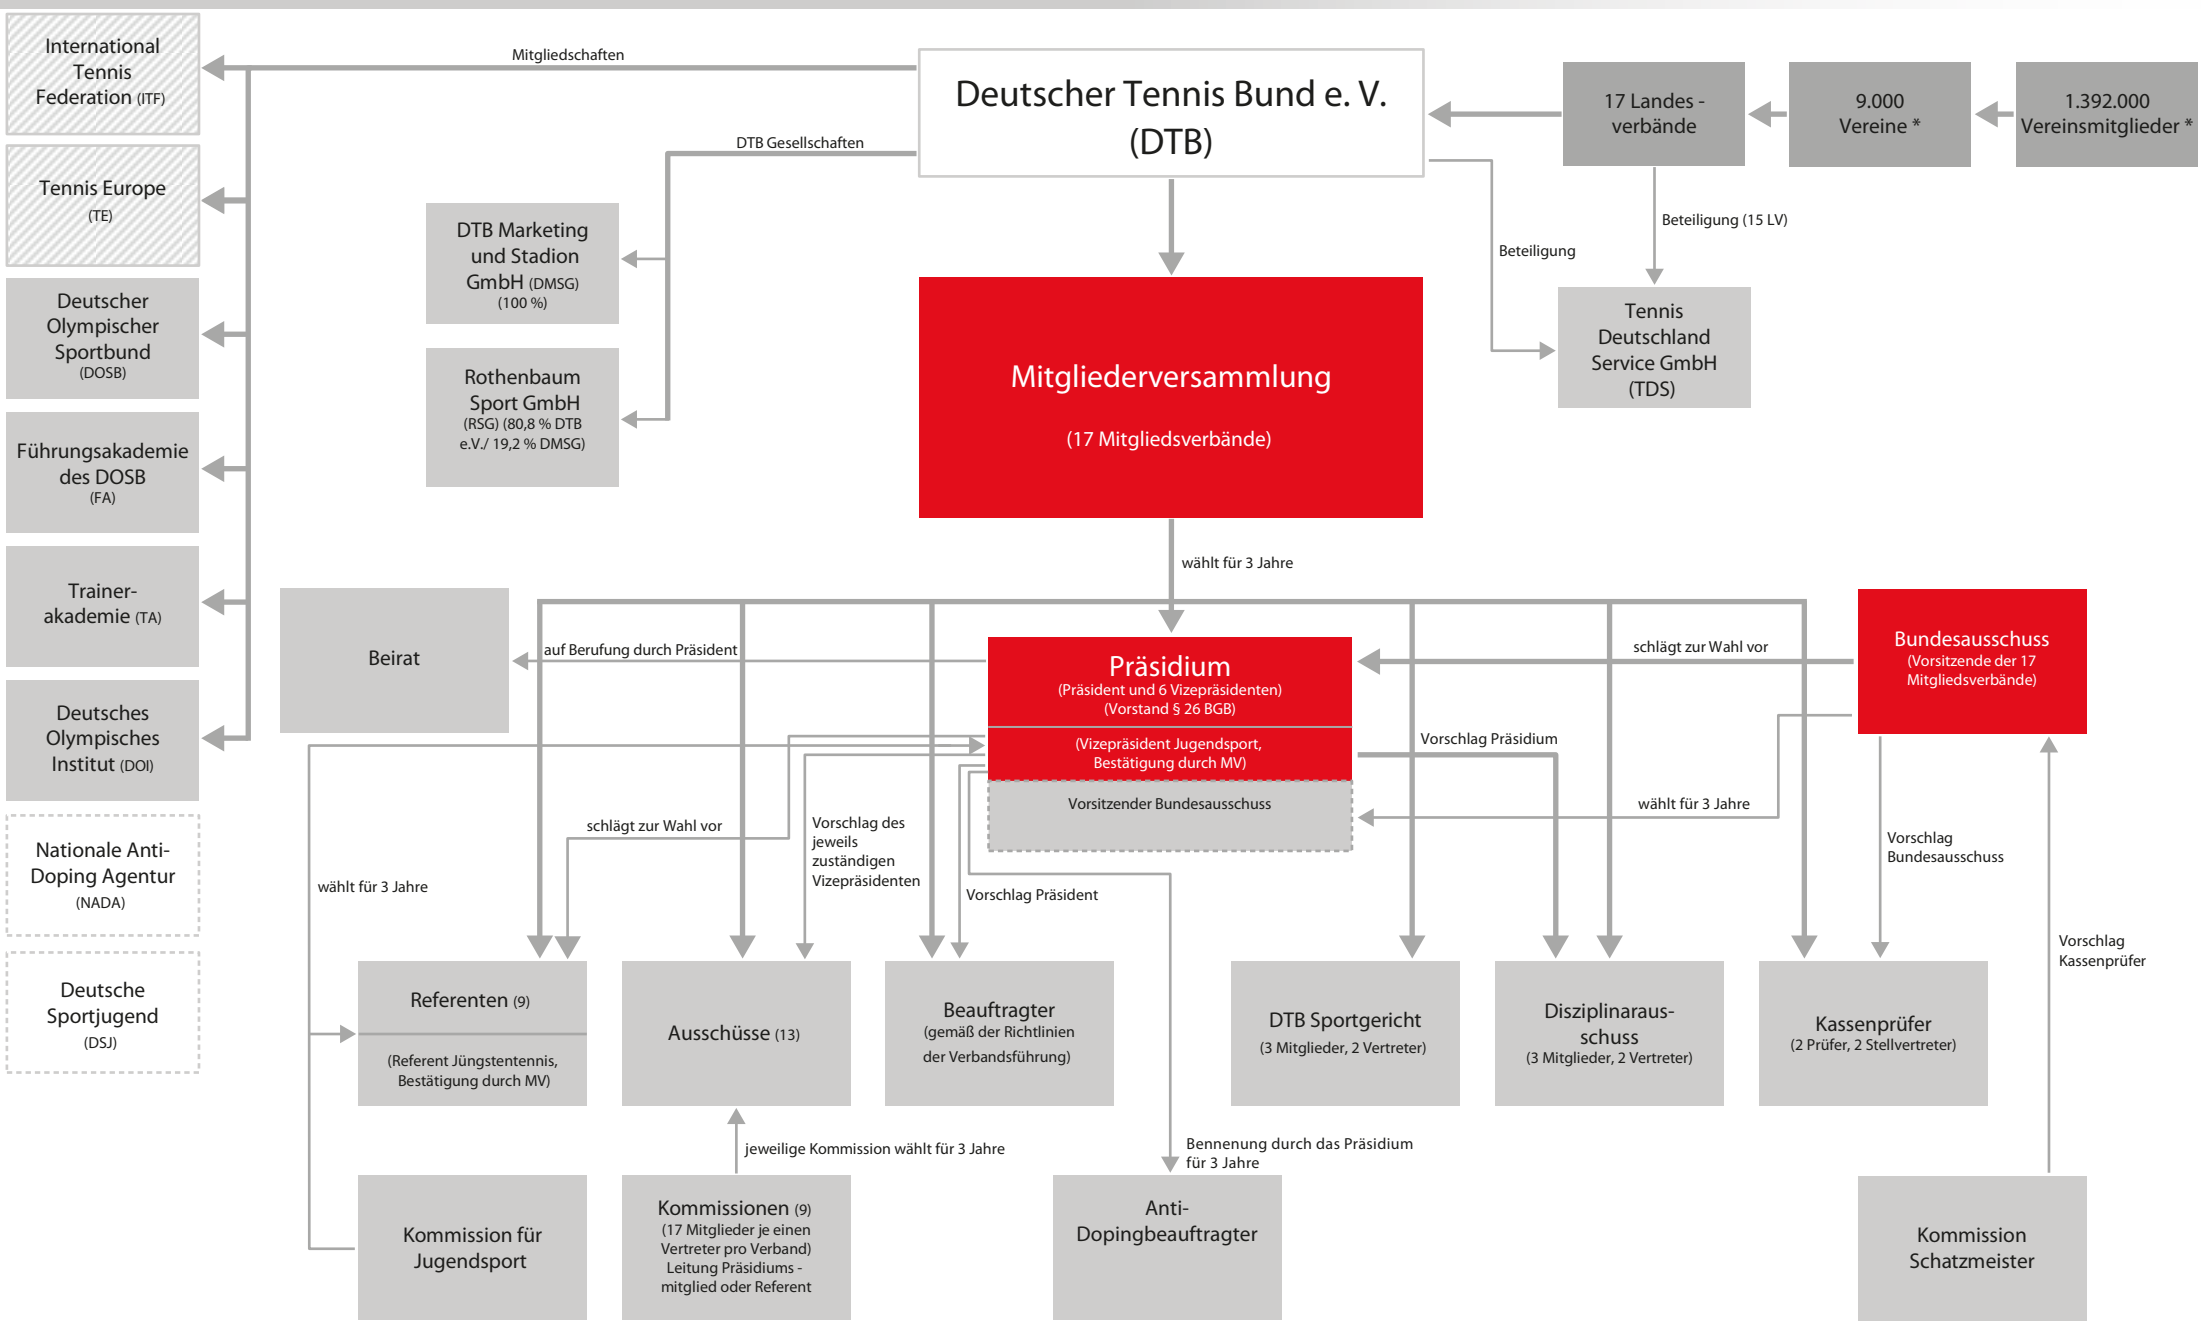 International
Tennis
Federation (ITF)
Tennis Europe
(TE)
Deutscher
Olympischer
Sportbund
(DOSB)
Führungsakademie
des DOSB
(FA)
Trainer-
akademie (TA)
Deutsches
Olympisches
Institut (DOI)
Nationale Anti-
Doping Agentur
(NADA)
Deutsche
Sportjugend
(DSJ)
Mitgliedschaften
DTB Gesellschaften
Deutscher Tennis Bund e. V.
(DTB)
17 Landes -
verbände
9.000
Vereine *
1.392.000
Vereinsmitglieder *
DTB Marketing
und Stadion
GmbH (DMSG)
(100 %)
Rothenbaum
Sport GmbH
(RSG) (80,8 % DTB
e.V./ 19,2 % DMSG)
Beteiligung
Beteiligung (15 LV)
Tennis
Deutschland
Service GmbH
(TDS)
Mitgliederversammlung
(17 Mitgliedsverbände)
wählt für 3 Jahre
Beirat
auf Berufung durch Präsident
Präsidium
(Präsident und 6 Vizepräsidenten)
(Vorstand § 26 BGB)
(Vizepräsident Jugendsport,
Bestätigung durch MV)
Vorsitzender Bundesausschuss
schlägt zur Wahl vor
Bundesausschuss
(Vorsitzende der 17
Mitgliedsverbände)
Vorschlag Präsidium
wählt für 3 Jahre
wählt für 3 Jahre
schlägt zur Wahl vor
Vorschlag des
jeweils
zuständigen
Vizepräsidenten
Vorschlag Präsident
Vorschlag
Bundesausschuss
Vorschlag
Kassenprüfer
Referenten (9)
(Referent Jüngstentennis,
Bestätigung durch MV)
Ausschüsse (13)
Beauftragter
(gemäß der Richtlinien
der Verbandsführung)
DTB Sportgericht
(3 Mitglieder, 2 Vertreter)
Disziplinaraus-
schuss
(3 Mitglieder, 2 Vertreter)
Kassenprüfer
(2 Prüfer, 2 Stellvertreter)
jeweilige Kommission wählt für 3 Jahre
Bennenung durch das Präsidium
für 3 Jahre
Kommission für
Jugendsport
Kommissionen (9)
(17 Mitglieder je einen
Vertreter pro Verband)
Leitung Präsidiums -
mitglied oder Referent
Anti-
Dopingbeauftragter
Kommission
Schatzmeister